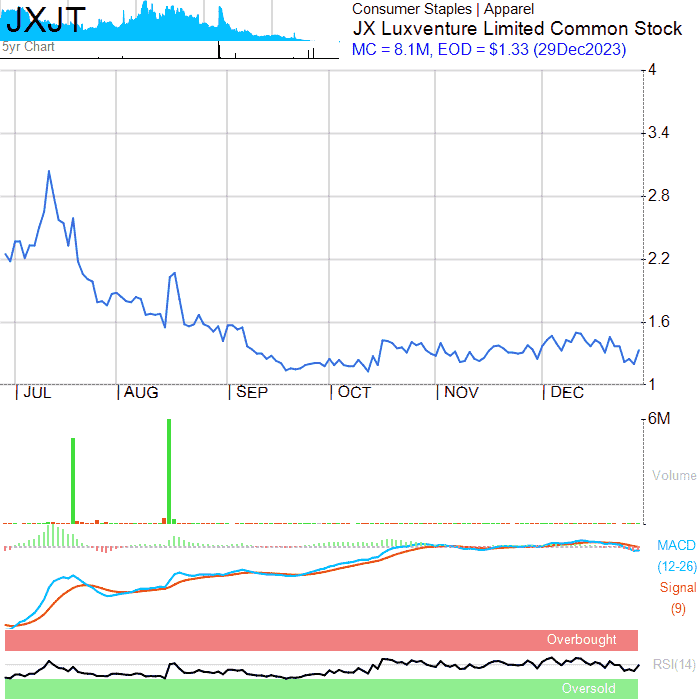 JXJT
5yr Chart
Consumer Staples | Apparel
JX Luxventure Limited Common Stock
MC = 8.1M, EOD = $1.33 (29Dec2023)
4
3.4
2.8
2.2
1.6
1
JUL
AUG
SEP
OCT
NOV
DEC
6M
Volume
MACD
(12-26)
Signal
(9)
Overbought
RSI(14)
Oversold